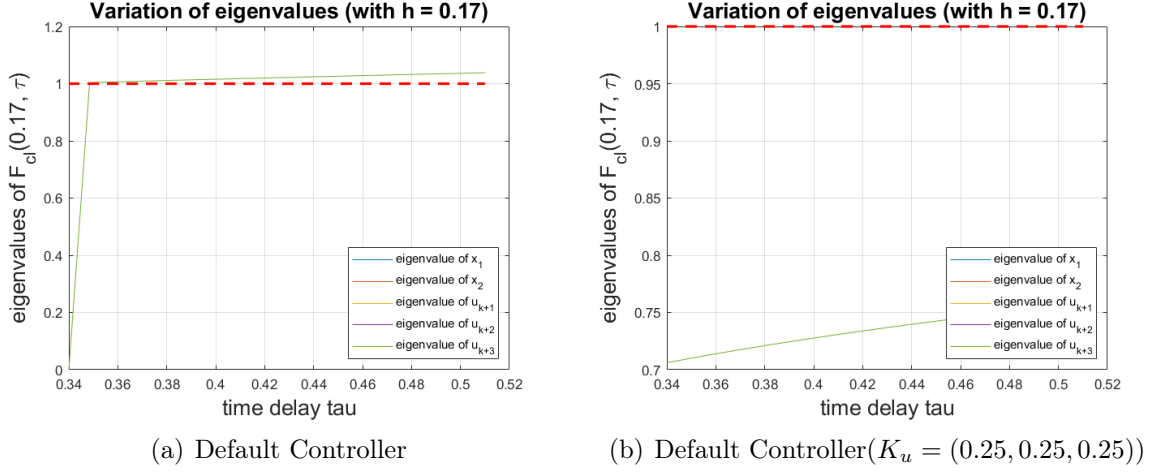 Variation of eigenvalues (with h = 0.17)
eigenvalues of F_cl(0.17, τ)
1.2
1
0.8
0.6
0.4
0.2
0
0.34
0.36
0.38
0.4
0.42
0.44
0.46
0.48
0.5
0.52
time delay tau
eigenvalue of x_1
eigenvalue of x_2
eigenvalue of u_k+1
eigenvalue of u_k+2
eigenvalue of u_k+3
(a) Default Controller
Variation of eigenvalues (with h = 0.17)
eigenvalues of F_cl(0.17, τ)
1
0.95
0.9
0.85
0.8
0.75
0.7
0.34
0.36
0.38
0.4
0.42
0.44
0.46
0.48
0.5
0.52
time delay tau
eigenvalue of x_1
eigenvalue of x_2
eigenvalue of u_k+1
eigenvalue of u_k+2
eigenvalue of u_k+3
(b) Default Controller(K_u = (0.25, 0.25, 0.25))